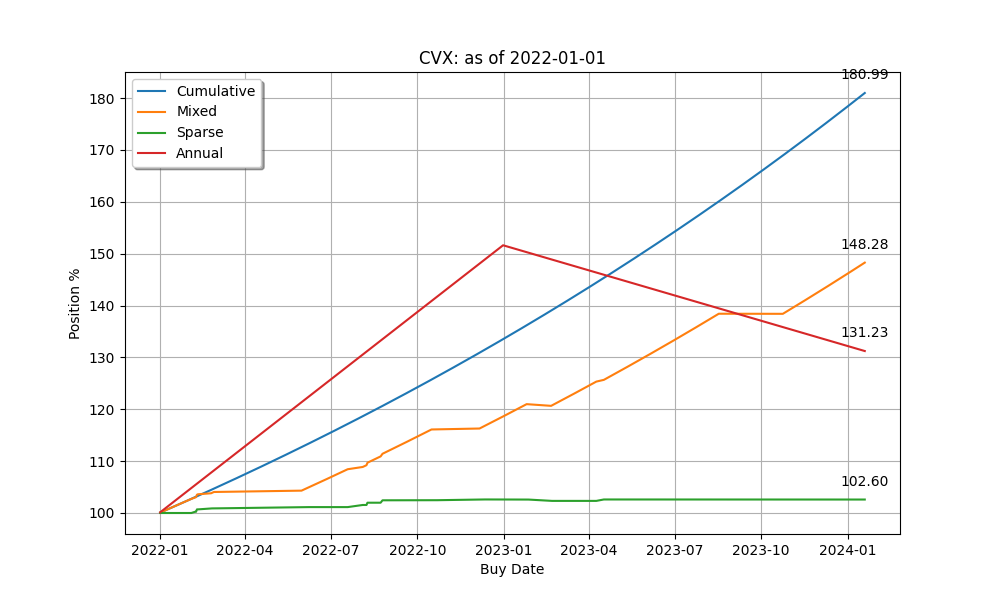 CVX: as of 2022-01-01
180.99
Cumulative
Mixed
Sparse
Annual
148.28
131.23
102.60
180
170
160
150
140
130
120
110
100
Position %
2022-01 2022-04 2022-07 2022-10 2023-01 2023-04 2023-07 2023-10 2024-01
Buy Date